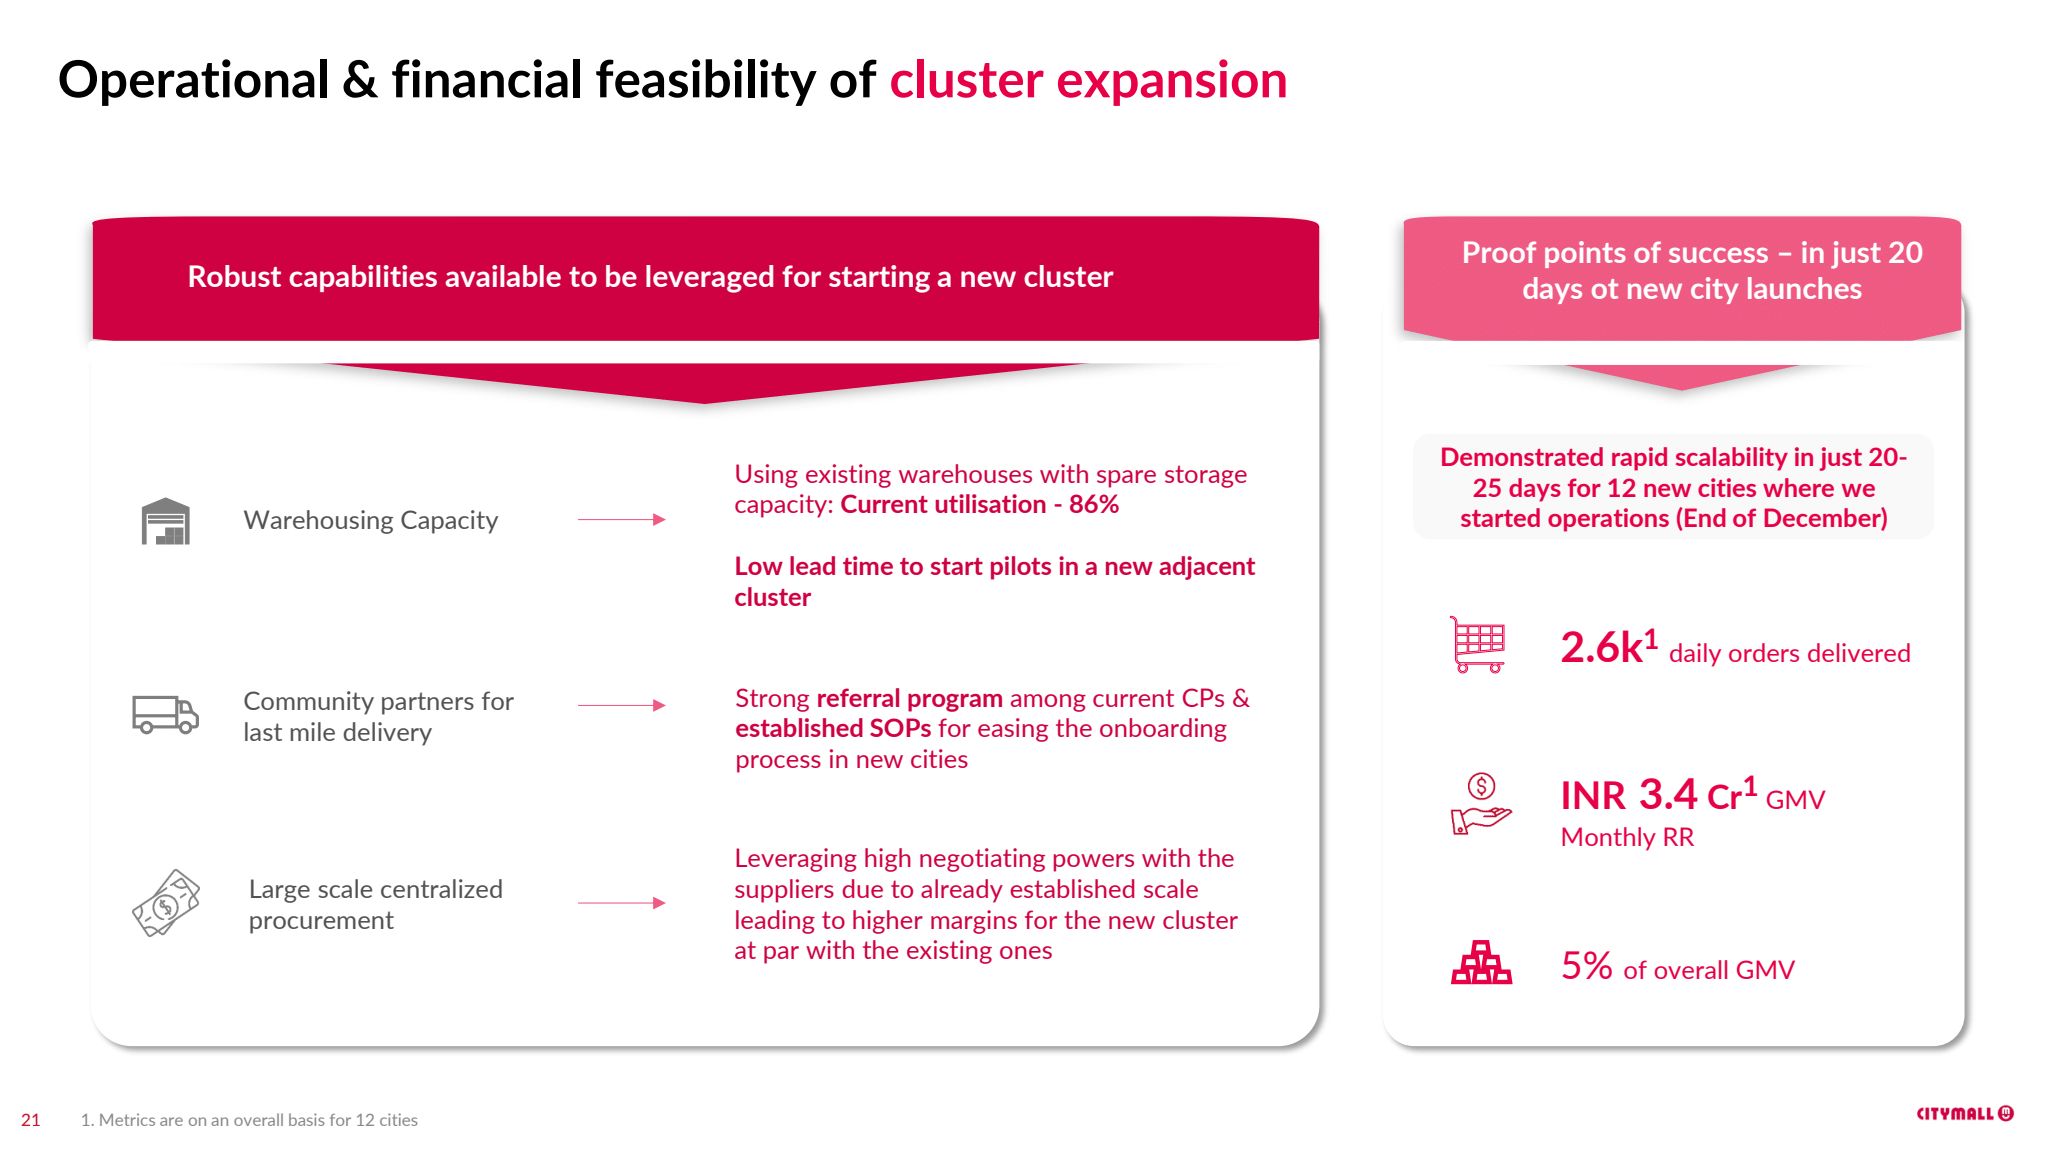 Operational & financial feasibility of cluster expansion
Robust capabilities available to be leveraged for starting a new cluster
Warehousing Capacity
Using existing warehouses with spare storage
capacity: Current utilisation - 86%
Low lead time to start pilots in a new adjacent
cluster
Community partners for
last mile delivery
Strong referral program among current CPs &
established SOPs for easing the onboarding
process in new cities
Large scale centralized
procurement
Leveraging high negotiating powers with the
suppliers due to already established scale
leading to higher margins for the new cluster
at par with the existing ones
Proof points of success – in just 20
days ot new city launches
Demonstrated rapid scalability in just 20-
25 days for 12 new cities where we
started operations (End of December)
2.6k¹ daily orders delivered
INR 3.4 Cr¹ GMV
Monthly RR
5% of overall GMV
21
1. Metrics are on an overall basis for 12 cities
CITYMALL